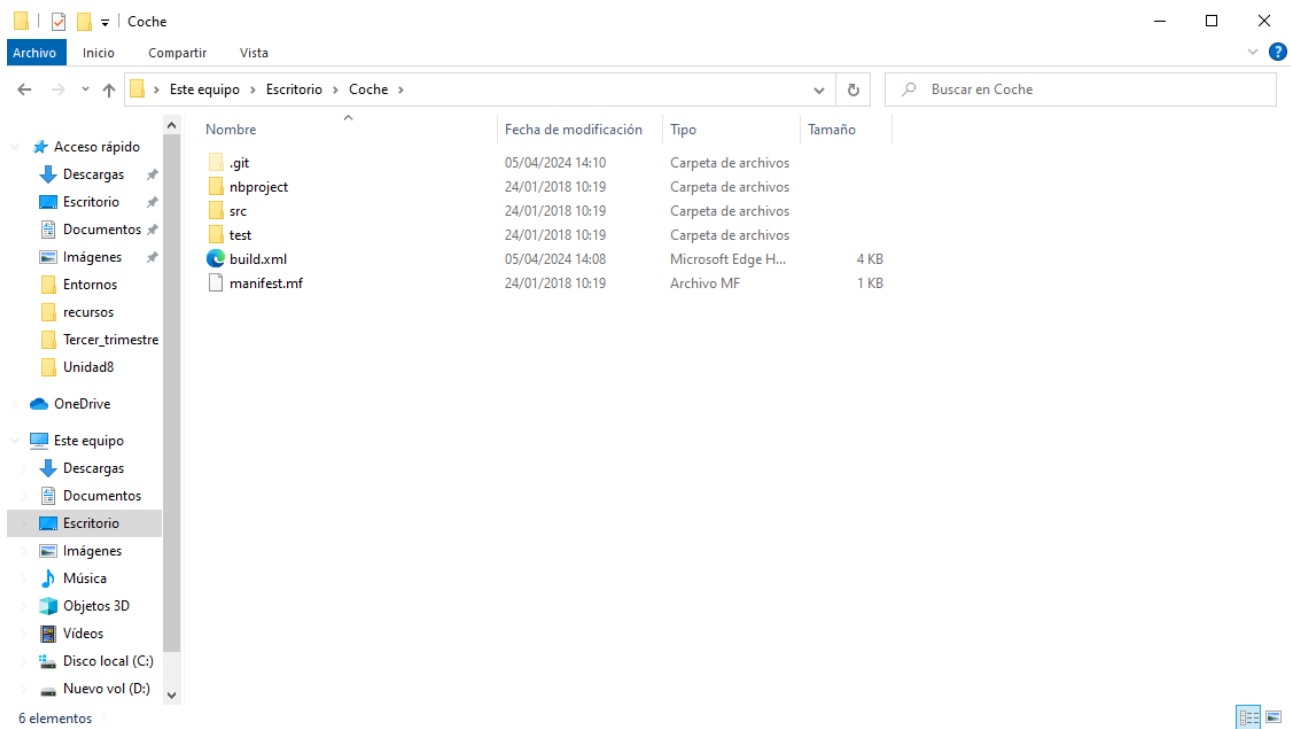 Coche
Archivo Inicio Compartir Vista
Este equipo Escritorio Coche Buscar en Coche
Nombre Fecha de modificación Tipo Tamaño
.git 05/04/2024 14:10 Carpeta de archivos
nbproject 24/01/2018 10:19 Carpeta de archivos
src 24/01/2018 10:19 Carpeta de archivos
test 24/01/2018 10:19 Carpeta de archivos
build.xml 05/04/2024 14:08 Microsoft Edge H... 4 KB
manifest.mf 24/01/2018 10:19 Archivo MF 1 KB
Acceso rápido
Descargas
Escritorio
Documentos
Imágenes
Entornos
recursos
Tercer_trimestre
Unidad8
OneDrive
Este equipo
Descargas
Documentos
Escritorio
Imágenes
Música
Objetos 3D
Vídeos
Disco local (C:)
Nuevo vol (D:)
6 elementos